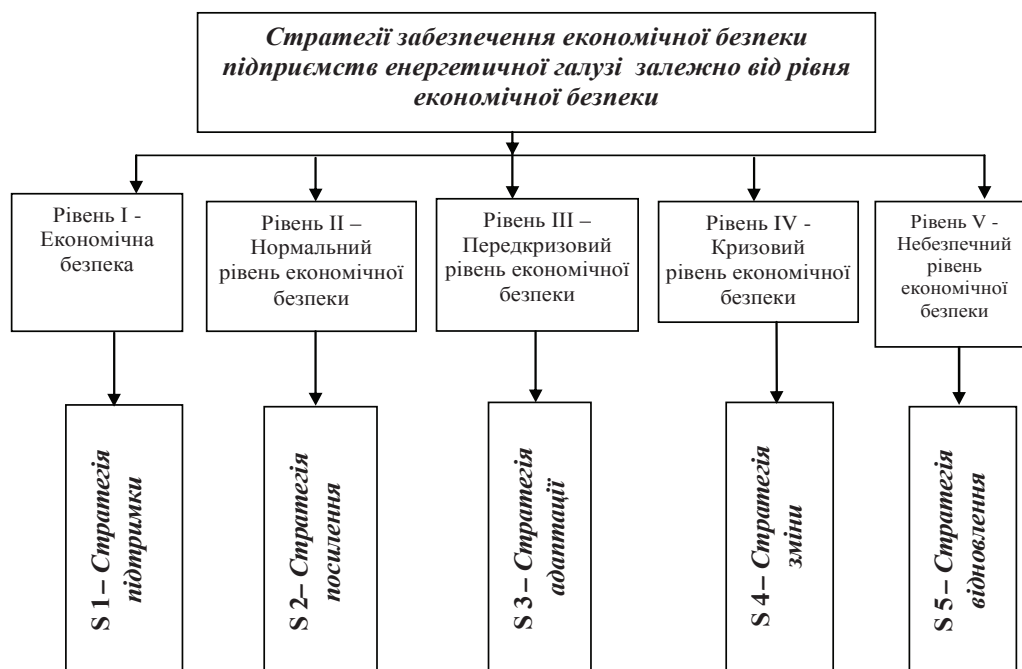 Стратегії забезпечення економічної безпеки
підприємств енергетичної галузі залежно від рівня
економічної безпеки
Рівень I -
Економічна
безпека
Рівень II –
Нормальний
рівень економічної
безпеки
Рівень III –
Передкризовий
рівень економічної
безпеки
Рівень IV -
Кризовий
рівень економічної
безпеки
Рівень V -
Небезпечний
рівень
економічної
безпеки
S 1 – Стратегія
підтримки
S 2– Стратегія
посилення
S 3 – Стратегія
адаптації
S 4 – Стратегія
зміни
S 5 – Стратегія
відновлення